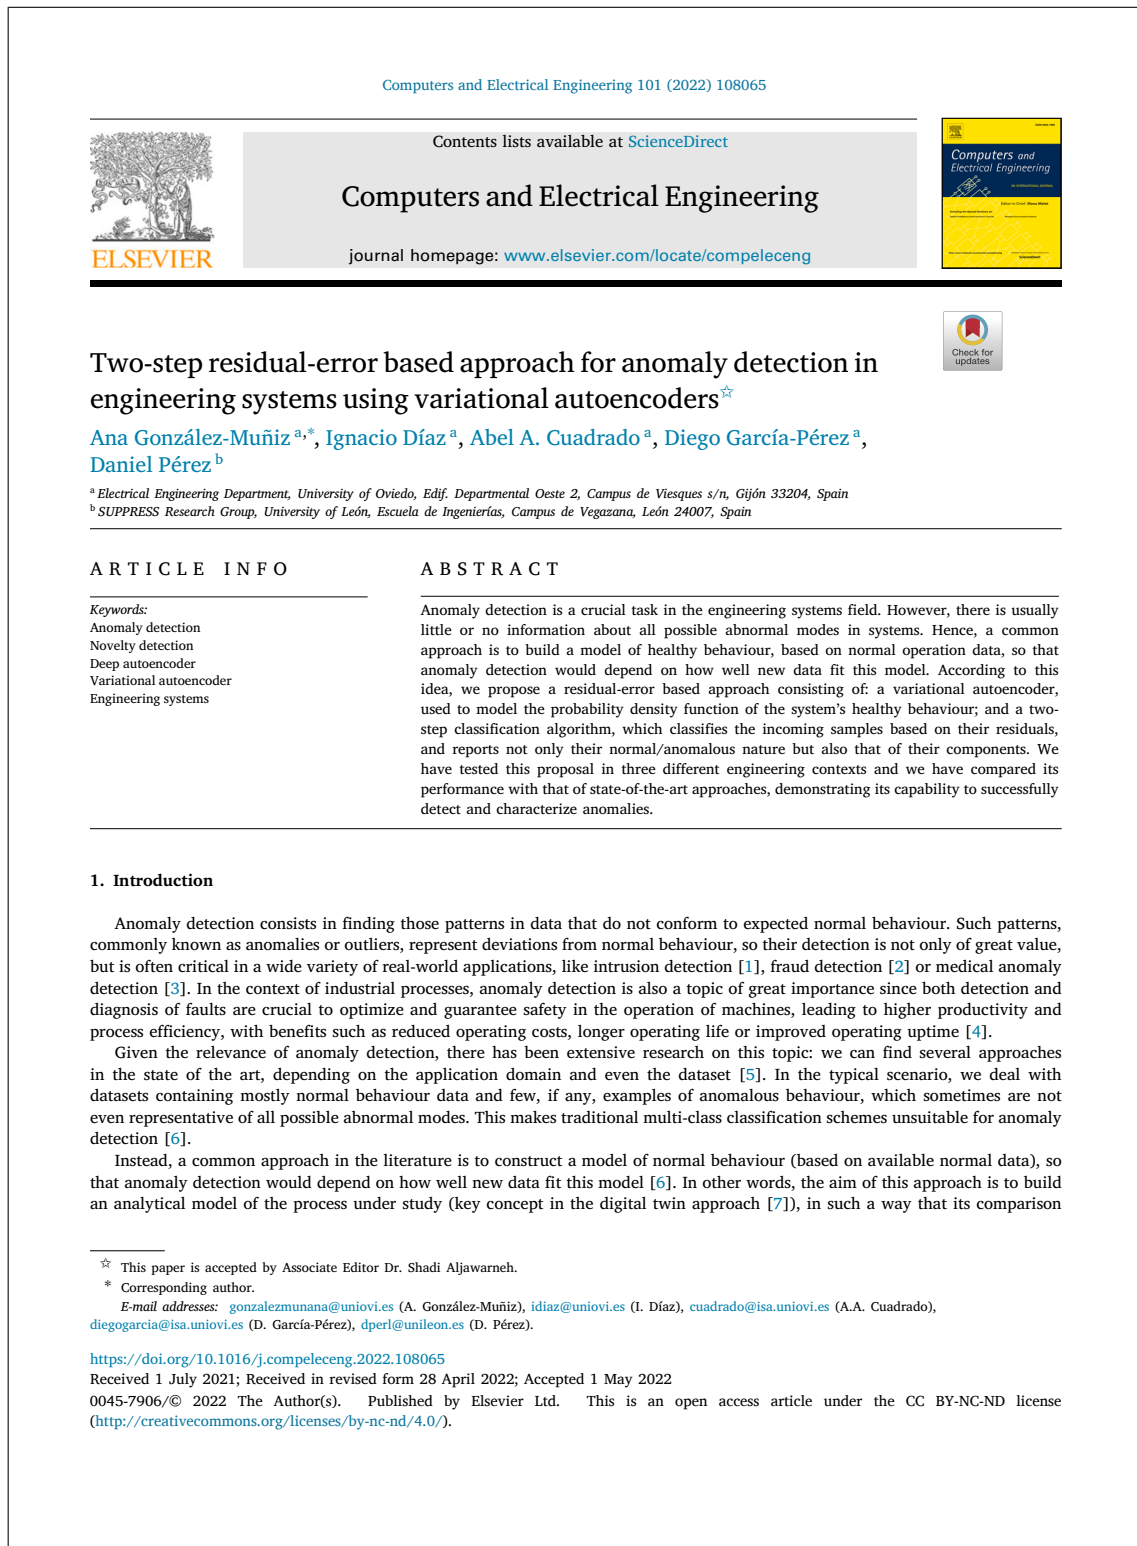 Computers and Electrical Engineering 101 (2022) 108065
Contents lists available at ScienceDirect
Computers and Electrical Engineering
journal homepage: www.elsevier.com/locate/compeleceng
ELSEVIER
Computers and
Electrical Engineering
Check for
updates
Two-step residual-error based approach for anomaly detection in
engineering systems using variational autoencoders☆
Ana González-Muñiz a,*, Ignacio Díaz a, Abel A. Cuadrado a, Diego García-Pérez a,
Daniel Pérez b
a Electrical Engineering Department, University of Oviedo, Edif. Departmental Oeste 2, Campus de Viesques s/n, Gijón 33204, Spain
b SUPPRESS Research Group, University of León, Escuela de Ingenierías, Campus de Vegazana, León 24007, Spain
ARTICLE INFO
Keywords:
Anomaly detection
Novelty detection
Deep autoencoder
Variational autoencoder
Engineering systems
ABSTRACT
Anomaly detection is a crucial task in the engineering systems field. However, there is usually
little or no information about all possible abnormal modes in systems. Hence, a common
approach is to build a model of healthy behaviour, based on normal operation data, so that
anomaly detection would depend on how well new data fit this model. According to this
idea, we propose a residual-error based approach consisting of: a variational autoencoder,
used to model the probability density function of the system's healthy behaviour; and a two-
step classification algorithm, which classifies the incoming samples based on their residuals,
and reports not only their normal/anomalous nature but also that of their components. We
have tested this proposal in three different engineering contexts and we have compared its
performance with that of state-of-the-art approaches, demonstrating its capability to successfully
detect and characterize anomalies.
1. Introduction
Anomaly detection consists in finding those patterns in data that do not conform to expected normal behaviour. Such patterns,
commonly known as anomalies or outliers, represent deviations from normal behaviour, so their detection is not only of great value,
but is often critical in a wide variety of real-world applications, like intrusion detection [1], fraud detection [2] or medical anomaly
detection [3]. In the context of industrial processes, anomaly detection is also a topic of great importance since both detection and
diagnosis of faults are crucial to optimize and guarantee safety in the operation of machines, leading to higher productivity and
process efficiency, with benefits such as reduced operating costs, longer operating life or improved operating uptime [4].
Given the relevance of anomaly detection, there has been extensive research on this topic: we can find several approaches
in the state of the art, depending on the application domain and even the dataset [5]. In the typical scenario, we deal with
datasets containing mostly normal behaviour data and few, if any, examples of anomalous behaviour, which sometimes are not
even representative of all possible abnormal modes. This makes traditional multi-class classification schemes unsuitable for anomaly
detection [6].
Instead, a common approach in the literature is to construct a model of normal behaviour (based on available normal data), so
that anomaly detection would depend on how well new data fit this model [6]. In other words, the aim of this approach is to build
an analytical model of the process under study (key concept in the digital twin approach [7]), in such a way that its comparison
☆ This paper is accepted by Associate Editor Dr. Shadi Aljawarneh.
* Corresponding author.
E-mail addresses: gonzalezmunana@uniovi.es (A. González-Muñiz), idiaz@uniovi.es (I. Díaz), cuadrado@isa.uniovi.es (A.A. Cuadrado),
diegogarcia@isa.uniovi.es (D. García-Pérez), dperl@unileon.es (D. Pérez).
https://doi.org/10.1016/j.compeleceng.2022.108065
Received 1 July 2021; Received in revised form 28 April 2022; Accepted 1 May 2022
0045-7906/© 2022 The Author(s). Published by Elsevier Ltd. This is an open access article under the CC BY-NC-ND license
(http://creativecommons.org/licenses/by-nc-nd/4.0/).